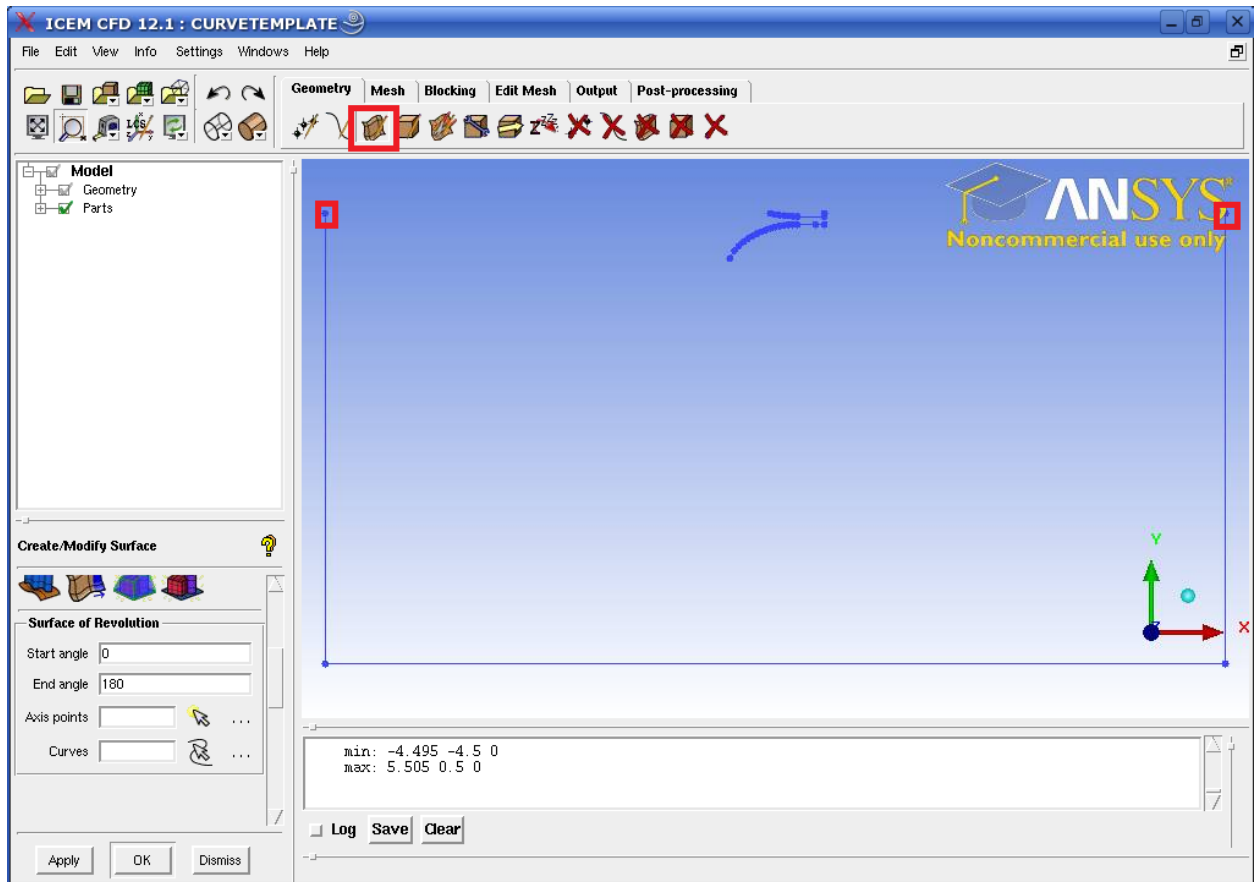 ICEM CFD 12.1 : CURVETEMPLATE
File Edit View Info Settings Windows Help
Geometry Mesh Blocking Edit Mesh Output Post-processing
LCS
Model
Geometry
Parts
ANSYS
Noncommercial use only
Create/Modify Surface
Surface of Revolution
Start angle 0
End angle 180
Axis points ...
Curves ...
Apply OK Dismiss
Y
Z
X
min: -4.495 -4.5 0
max: 5.505 0.5 0
Log Save Clear